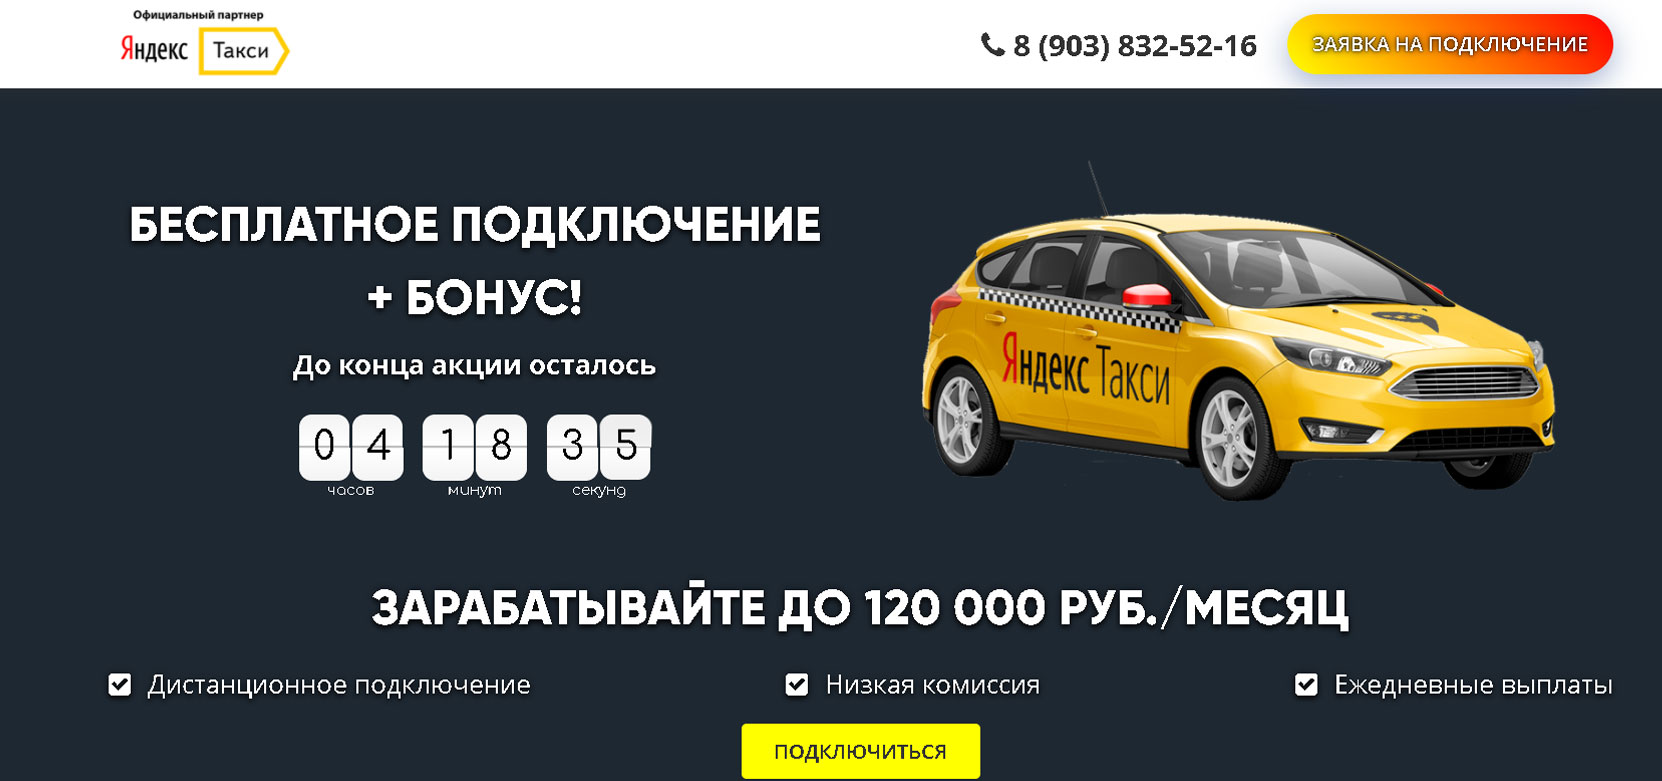 Официальный партнер
Яндекс Такси
8 (903) 832-52-16
ЗАЯВКА НА ПОДКЛЮЧЕНИЕ
БЕСПЛАТНОЕ ПОДКЛЮЧЕНИЕ
+ БОНУС!
До конца акции осталось
04 18 35
часов минут секунд
Яндекс Такси
ЗАРАБАТЫВАЙТЕ ДО 120 000 РУБ./МЕСЯЦ
Дистанционное подключение
Низкая комиссия
Ежедневные выплаты
ПОДКЛЮЧИТЬСЯ